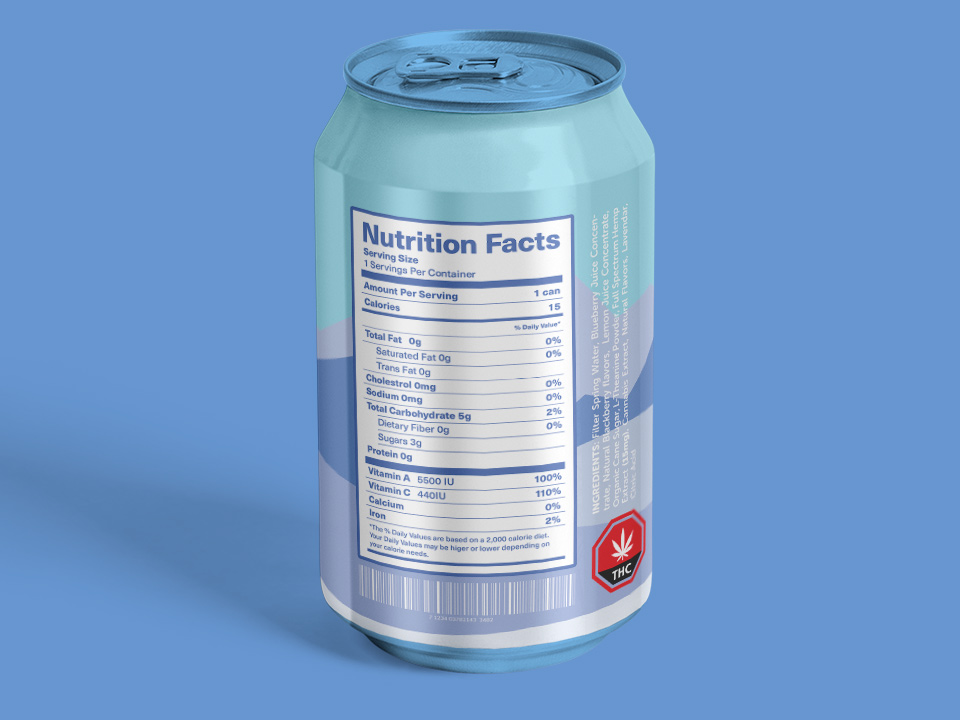 Nutrition Facts
Serving Size
1 Servings Per Container
Amount Per Serving 1 can
Calories 15
% Daily Value*
Total Fat 0g 0%
Saturated Fat 0g 0%
Trans Fat 0g
Cholestrol 0mg 0%
Sodium 0mg 0%
Total Carbohydrate 5g 2%
Dietary Fiber 0g 0%
Sugars 3g
Protein 0g
Vitamin A 5500 IU 100%
Vitamin C 440IU 110%
Calcium 0%
Iron 2%
*The % Daily Values are based on a 2,000 calorie diet.
Your Daily Values may be higer or lower depending on
your calorie needs.
INGREDIENTS: Filter Spring Water, Blueberry Juice Concen-
trate, Natural Blackberry flavors, Lemon Juice Concentrate,
Organic Cane Sugar, L-Theanine Powder, Full Spectrum Hemp
Extract (15mg), Cannabis Extract, Natural Flavors, Lavendar,
Citric Acid
THC